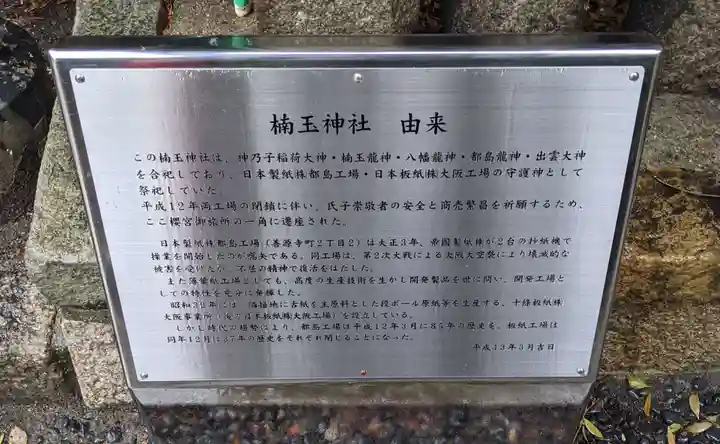 楠玉神社　由来
この楠玉神社は、神乃子稲荷大神・楠玉龍神・八幡龍神・都島龍神・出雲大神
を合祀しており、日本製紙㈱都島工場・日本板紙㈱大阪工場の守護神として
祭祀していた。
平成12年両工場の閉鎖に伴い、氏子崇敬者の安全と商売繁昌を祈願するため、
ここ櫻宮御旅所の一角に遷座された。
日本製紙㈱都島工場（善源寺町2丁目2）は大正3年、帝国製紙㈱が2台の抄紙機で
操業を開始したのが嚆矢である。同工場は、第2次大戦による大阪大空襲により壊滅的な
被害を受けたが、不屈の精神で復活をはたした。
また薄葉紙工場としても、高度の生産技術を生かし開発製品を世に問い、開発工場と
しての特性を充分に発揮した。
昭和　年には、隣接地に古紙を主原料とした段ボール原紙等を生産する、十條板紙㈱
大阪事業所（後の日本板紙㈱大阪工場）を設立している。
しかし時代の趨勢により、都島工場は平成12年3月に85年の歴史を、板紙工場は
同年12月に37年の歴史をそれぞれ閉じることになった。
平成13年5月吉日